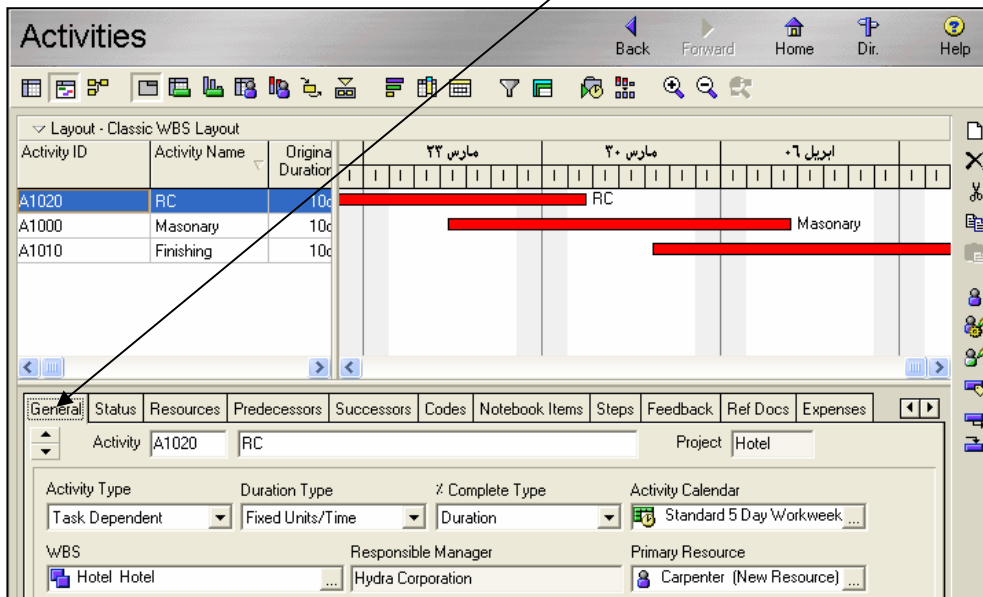 Activities
Back Forward Home Dir. Help
Layout - Classic WBS Layout
Activity ID Activity Name Origina Duration
مارس ٢٣ مارس ٣٠ ابريل ٠٦
A1020 RC 10d RC
A1000 Masonary 10d Masonary
A1010 Finishing 10d
General Status Resources Predecessors Successors Codes Notebook Items Steps Feedback Ref Docs Expenses
Activity A1020 RC Project Hotel
Activity Type Duration Type % Complete Type Activity Calendar
Task Dependent Fixed Units/Time Duration Standard 5 Day Workweek ...
WBS Responsible Manager Primary Resource
Hotel Hotel ... Hydra Corporation Carpenter (New Resource) ...